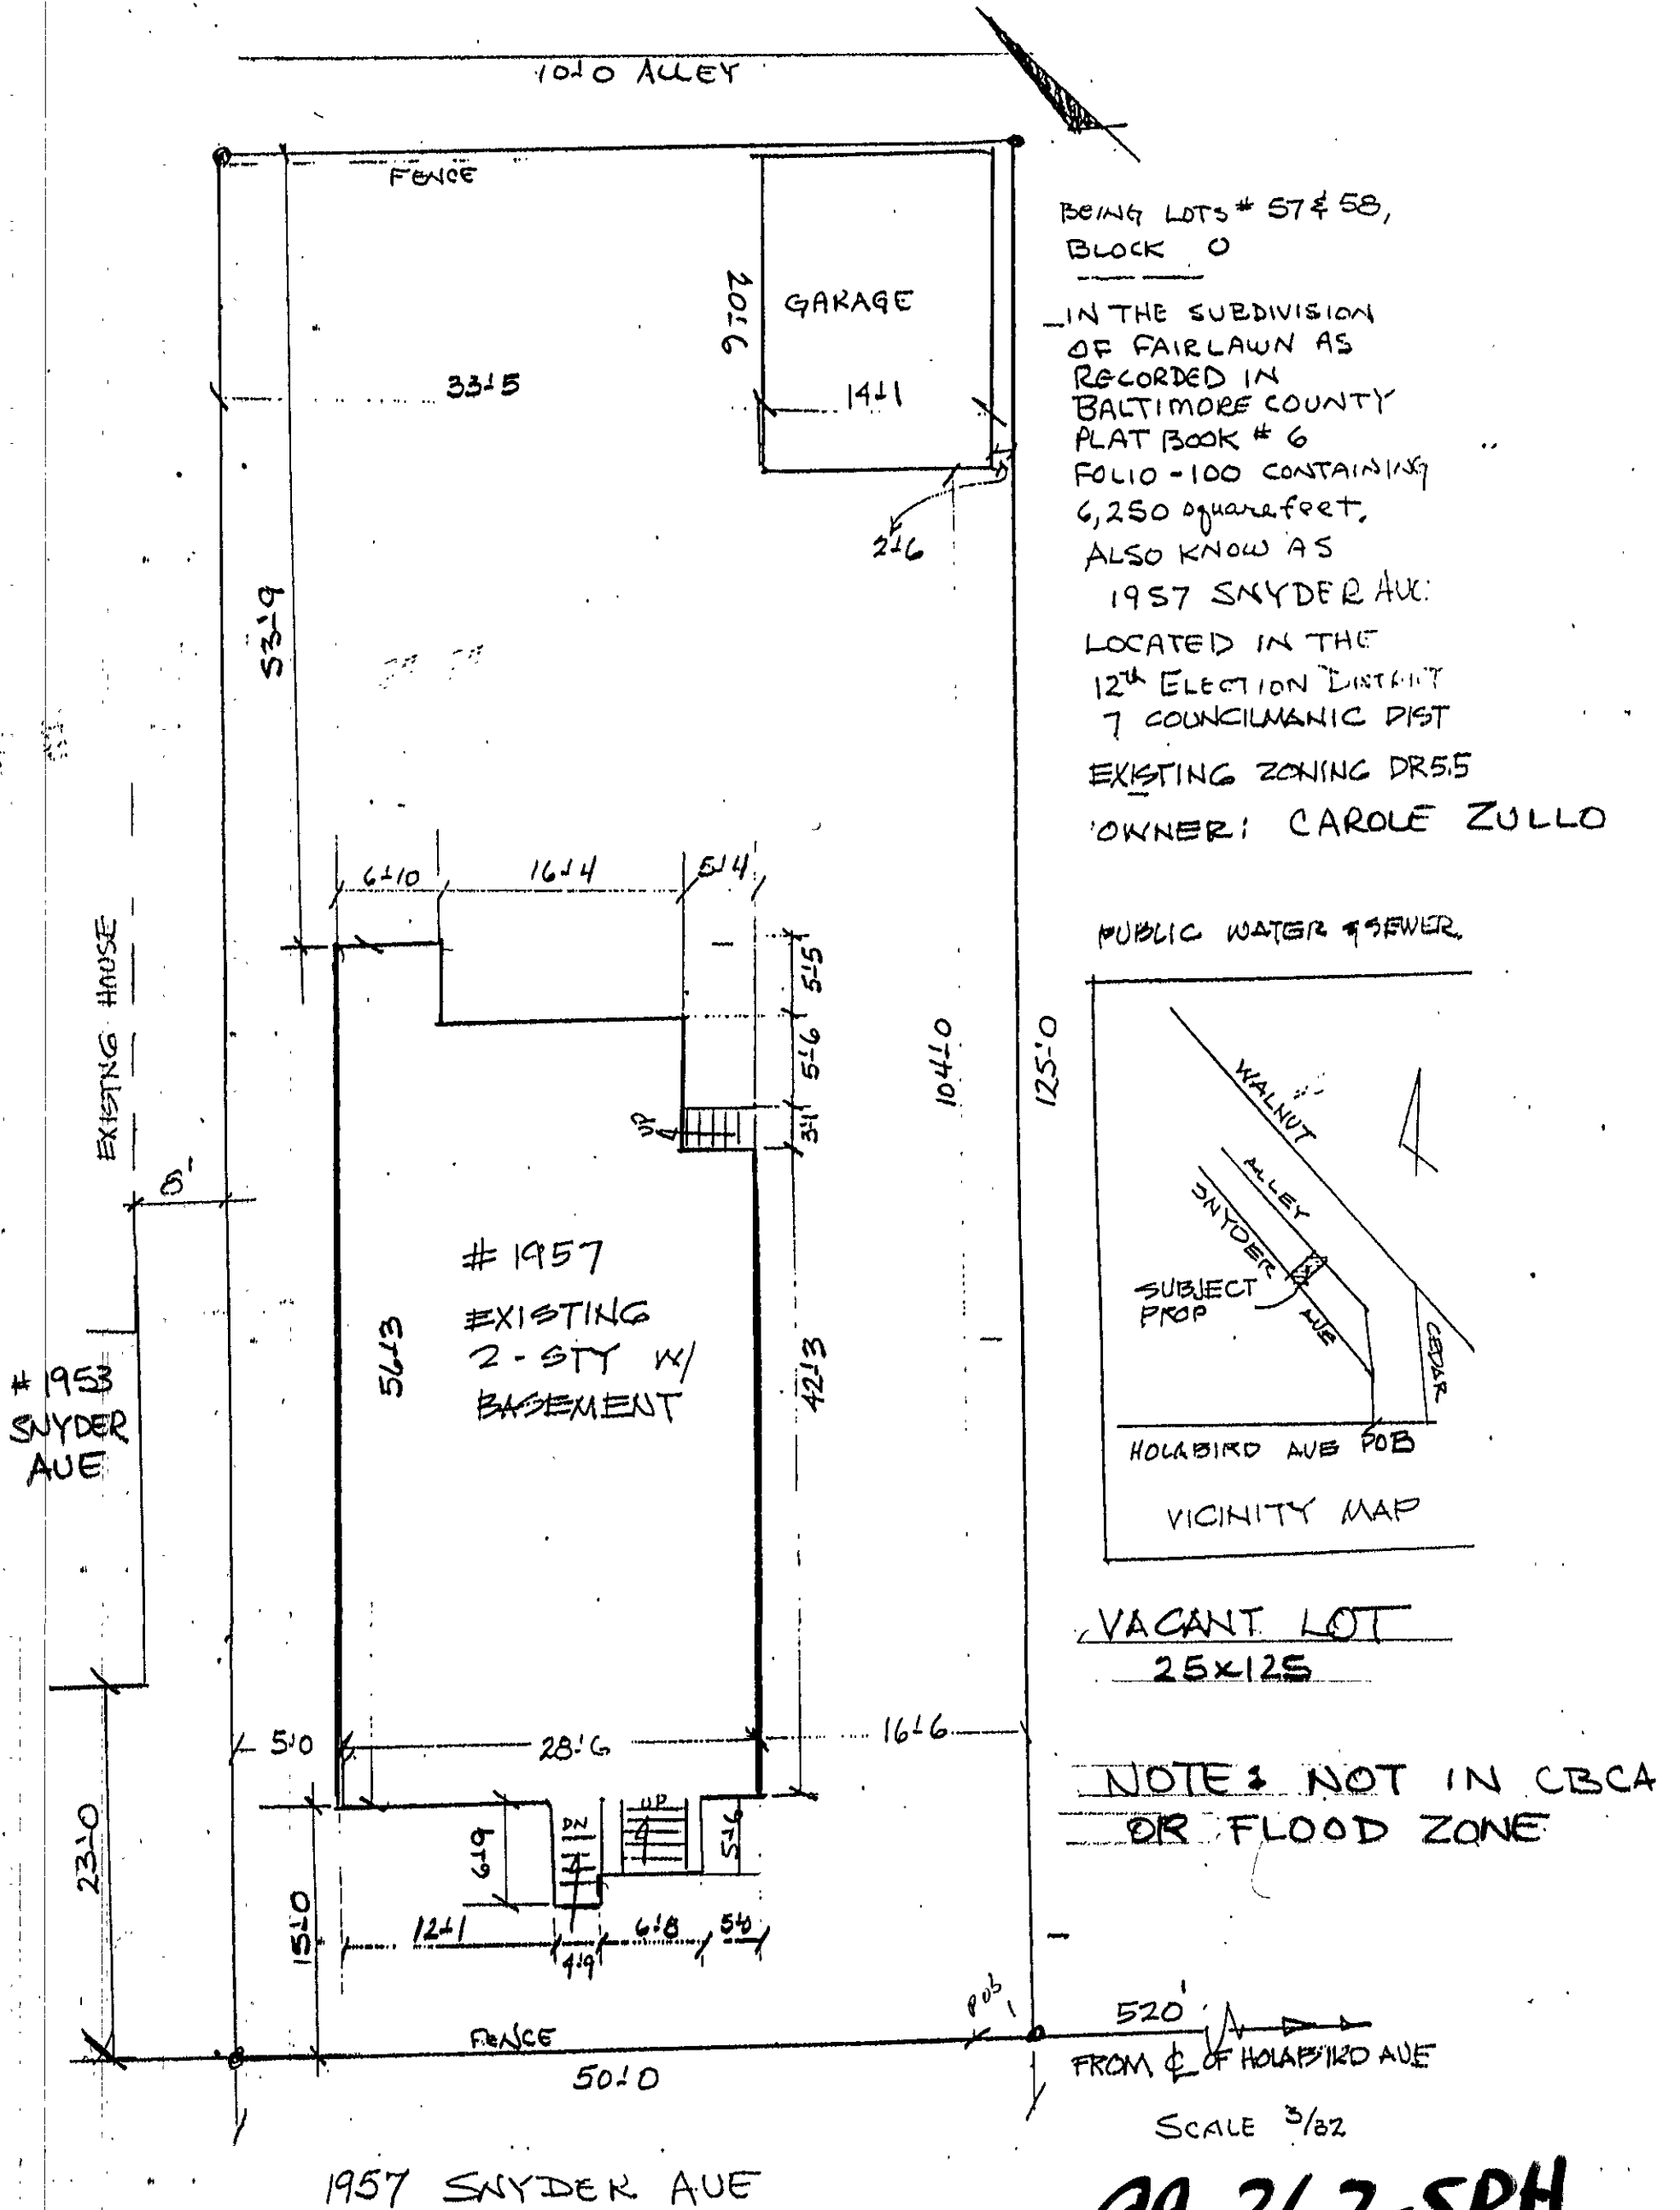 10'-0 ALLEY
FENCE
GARAGE
20'-6
33'-5
14'-1
2'-6
53'-9
BEING LOTS # 57 & 58,
BLOCK O
IN THE SUBDIVISION
OF FAIRLAWN AS
RECORDED IN
BALTIMORE COUNTY
PLAT BOOK # 6
FOLIO - 100 CONTAINING
6,250 square feet.
ALSO KNOW AS
1957 SNYDER AVE:
LOCATED IN THE
12th ELECTION DISTRICT
7 COUNCILMANIC DIST
EXISTING ZONING DR5.5
OWNER: CAROLE ZULLO
PUBLIC WATER & SEWER.
6'-10
16'-4
5'-4
5'-5
5'-6
3'-1
UP
104'-0
125'-0
EXISTNG HOUSE
8'
# 1957
EXISTING
2 - STY W/
BASEMENT
56'-3
42'-3
# 1953
SNYDER
AVE
WALNUT
ALLEY
SNYDER
AVE
SUBJECT
PROP
CEDAR
HOLABIRD AVE POB
VICINITY MAP
VACANT LOT
25x125
5'-0
28'-6
16'-6
NOTE: NOT IN CBCA
OR FLOOD ZONE
23'-0
15'-0
6'-9
DN
UP
5'-6
12'-1
4'-9
6'-8
5'-0
FENCE
50'-0
POB
520'
FROM ℄ OF HOLABIRD AVE
SCALE 3/32
1957 SNYDER AVE